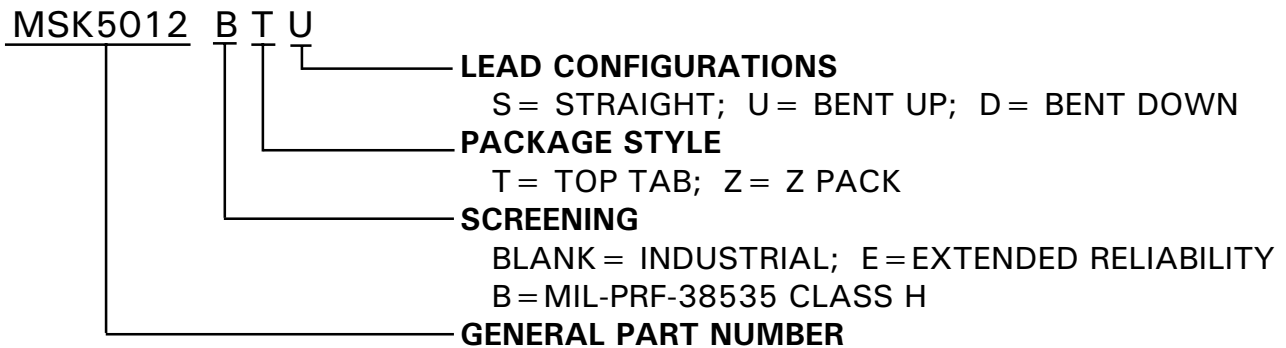 MSK5012 B T U
LEAD CONFIGURATIONS
S= STRAIGHT; U= BENT UP; D= BENT DOWN
PACKAGE STYLE
T= TOP TAB; Z= Z PACK
SCREENING
BLANK= INDUSTRIAL; E=EXTENDED RELIABILITY
B=MIL-PRF-38535 CLASS H
GENERAL PART NUMBER